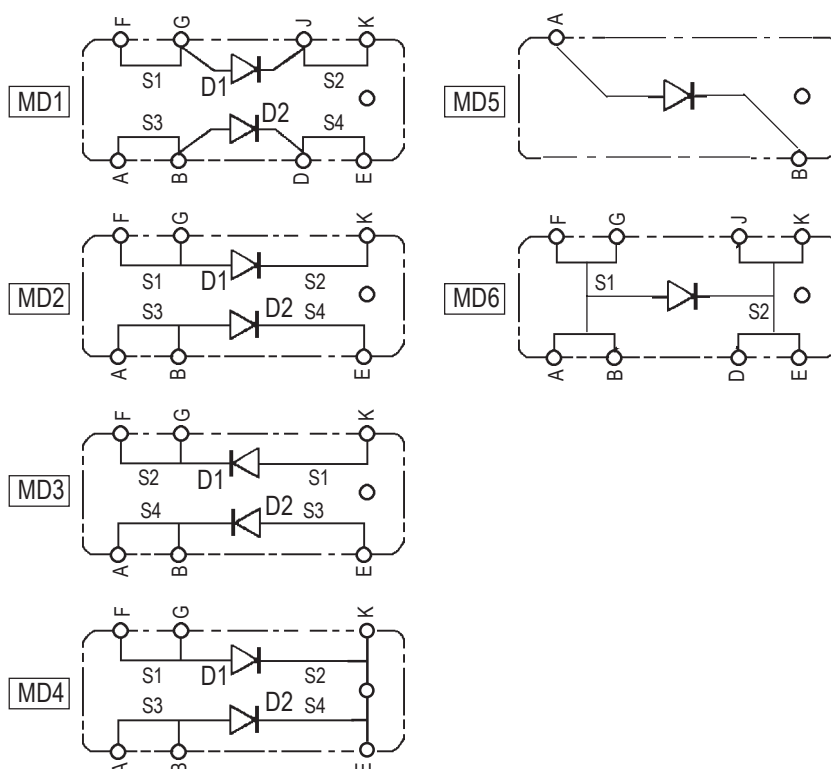 F G J K
MD1
S1 D1 S2
S3 D2 S4
A B D E
F G K
MD2
S1 D1 S2
S3 D2 S4
A B E
F G K
MD3
S2 D1 S1
S4 D2 S3
A B E
F G K
MD4
S1 D1 S2
S3 D2 S4
A B E
A
MD5
B
F G J K
MD6
S1
S2
A B D E